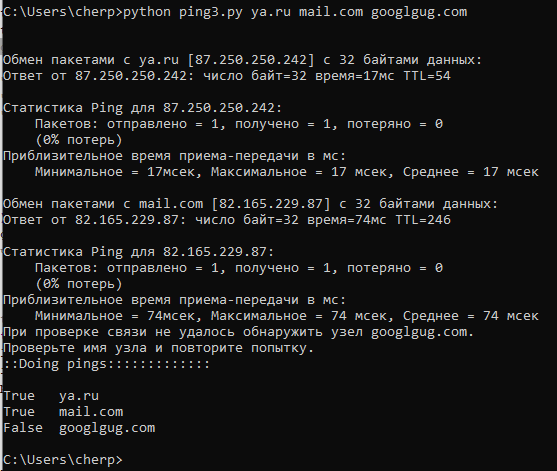 C:\Users\cherp>python ping3.py ya.ru mail.com googlgug.com
Обмен пакетами с ya.ru [87.250.250.242] с 32 байтами данных:
Ответ от 87.250.250.242: число байт=32 время=17мс TTL=54
Статистика Ping для 87.250.250.242:
    Пакетов: отправлено = 1, получено = 1, потеряно = 0
    (0% потерь)
Приблизительное время приема-передачи в мс:
    Минимальное = 17мсек, Максимальное = 17 мсек, Среднее = 17 мсек
Обмен пакетами с mail.com [82.165.229.87] с 32 байтами данных:
Ответ от 82.165.229.87: число байт=32 время=74мс TTL=246
Статистика Ping для 82.165.229.87:
    Пакетов: отправлено = 1, получено = 1, потеряно = 0
    (0% потерь)
Приблизительное время приема-передачи в мс:
    Минимальное = 74мсек, Максимальное = 74 мсек, Среднее = 74 мсек
При проверке связи не удалось обнаружить узел googlgug.com.
Проверьте имя узла и повторите попытку.
::Doing pings:::::::::::::
True   ya.ru
True   mail.com
False  googlgug.com
C:\Users\cherp>